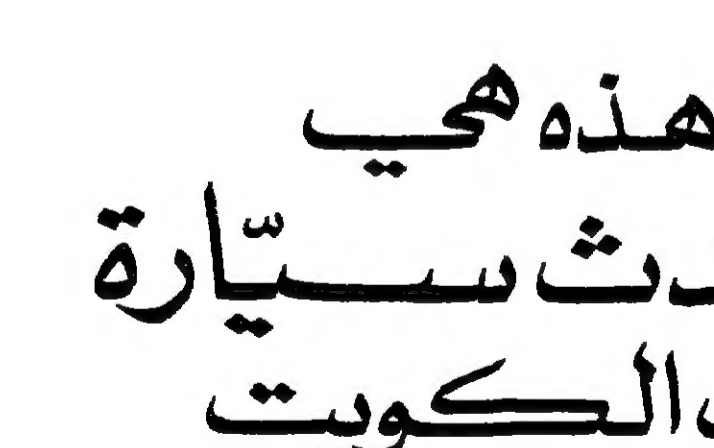 هذه هي
سيّارة
الكويت